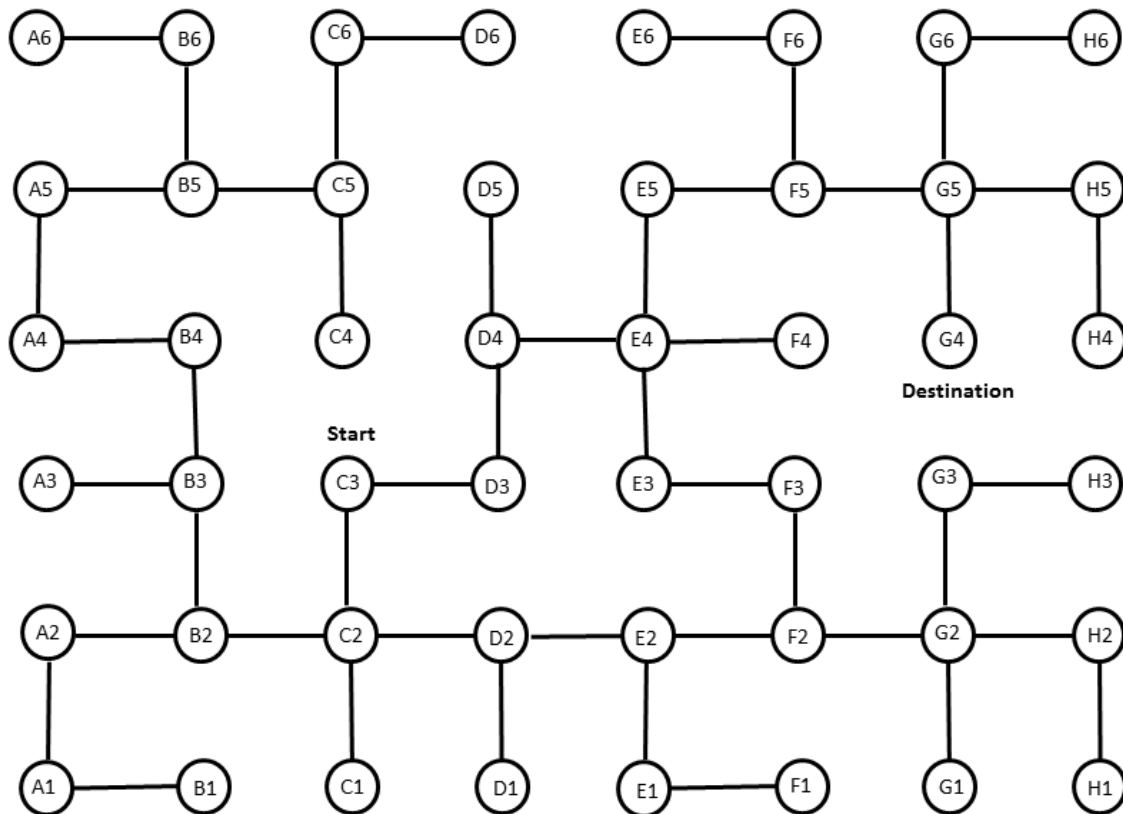 A6 B6 C6 D6 E6 F6 G6 H6
A5 B5 C5 D5 E5 F5 G5 H5
A4 B4 C4 D4 E4 F4 G4 H4
Destination
Start
A3 B3 C3 D3 E3 F3 G3 H3
A2 B2 C2 D2 E2 F2 G2 H2
A1 B1 C1 D1 E1 F1 G1 H1